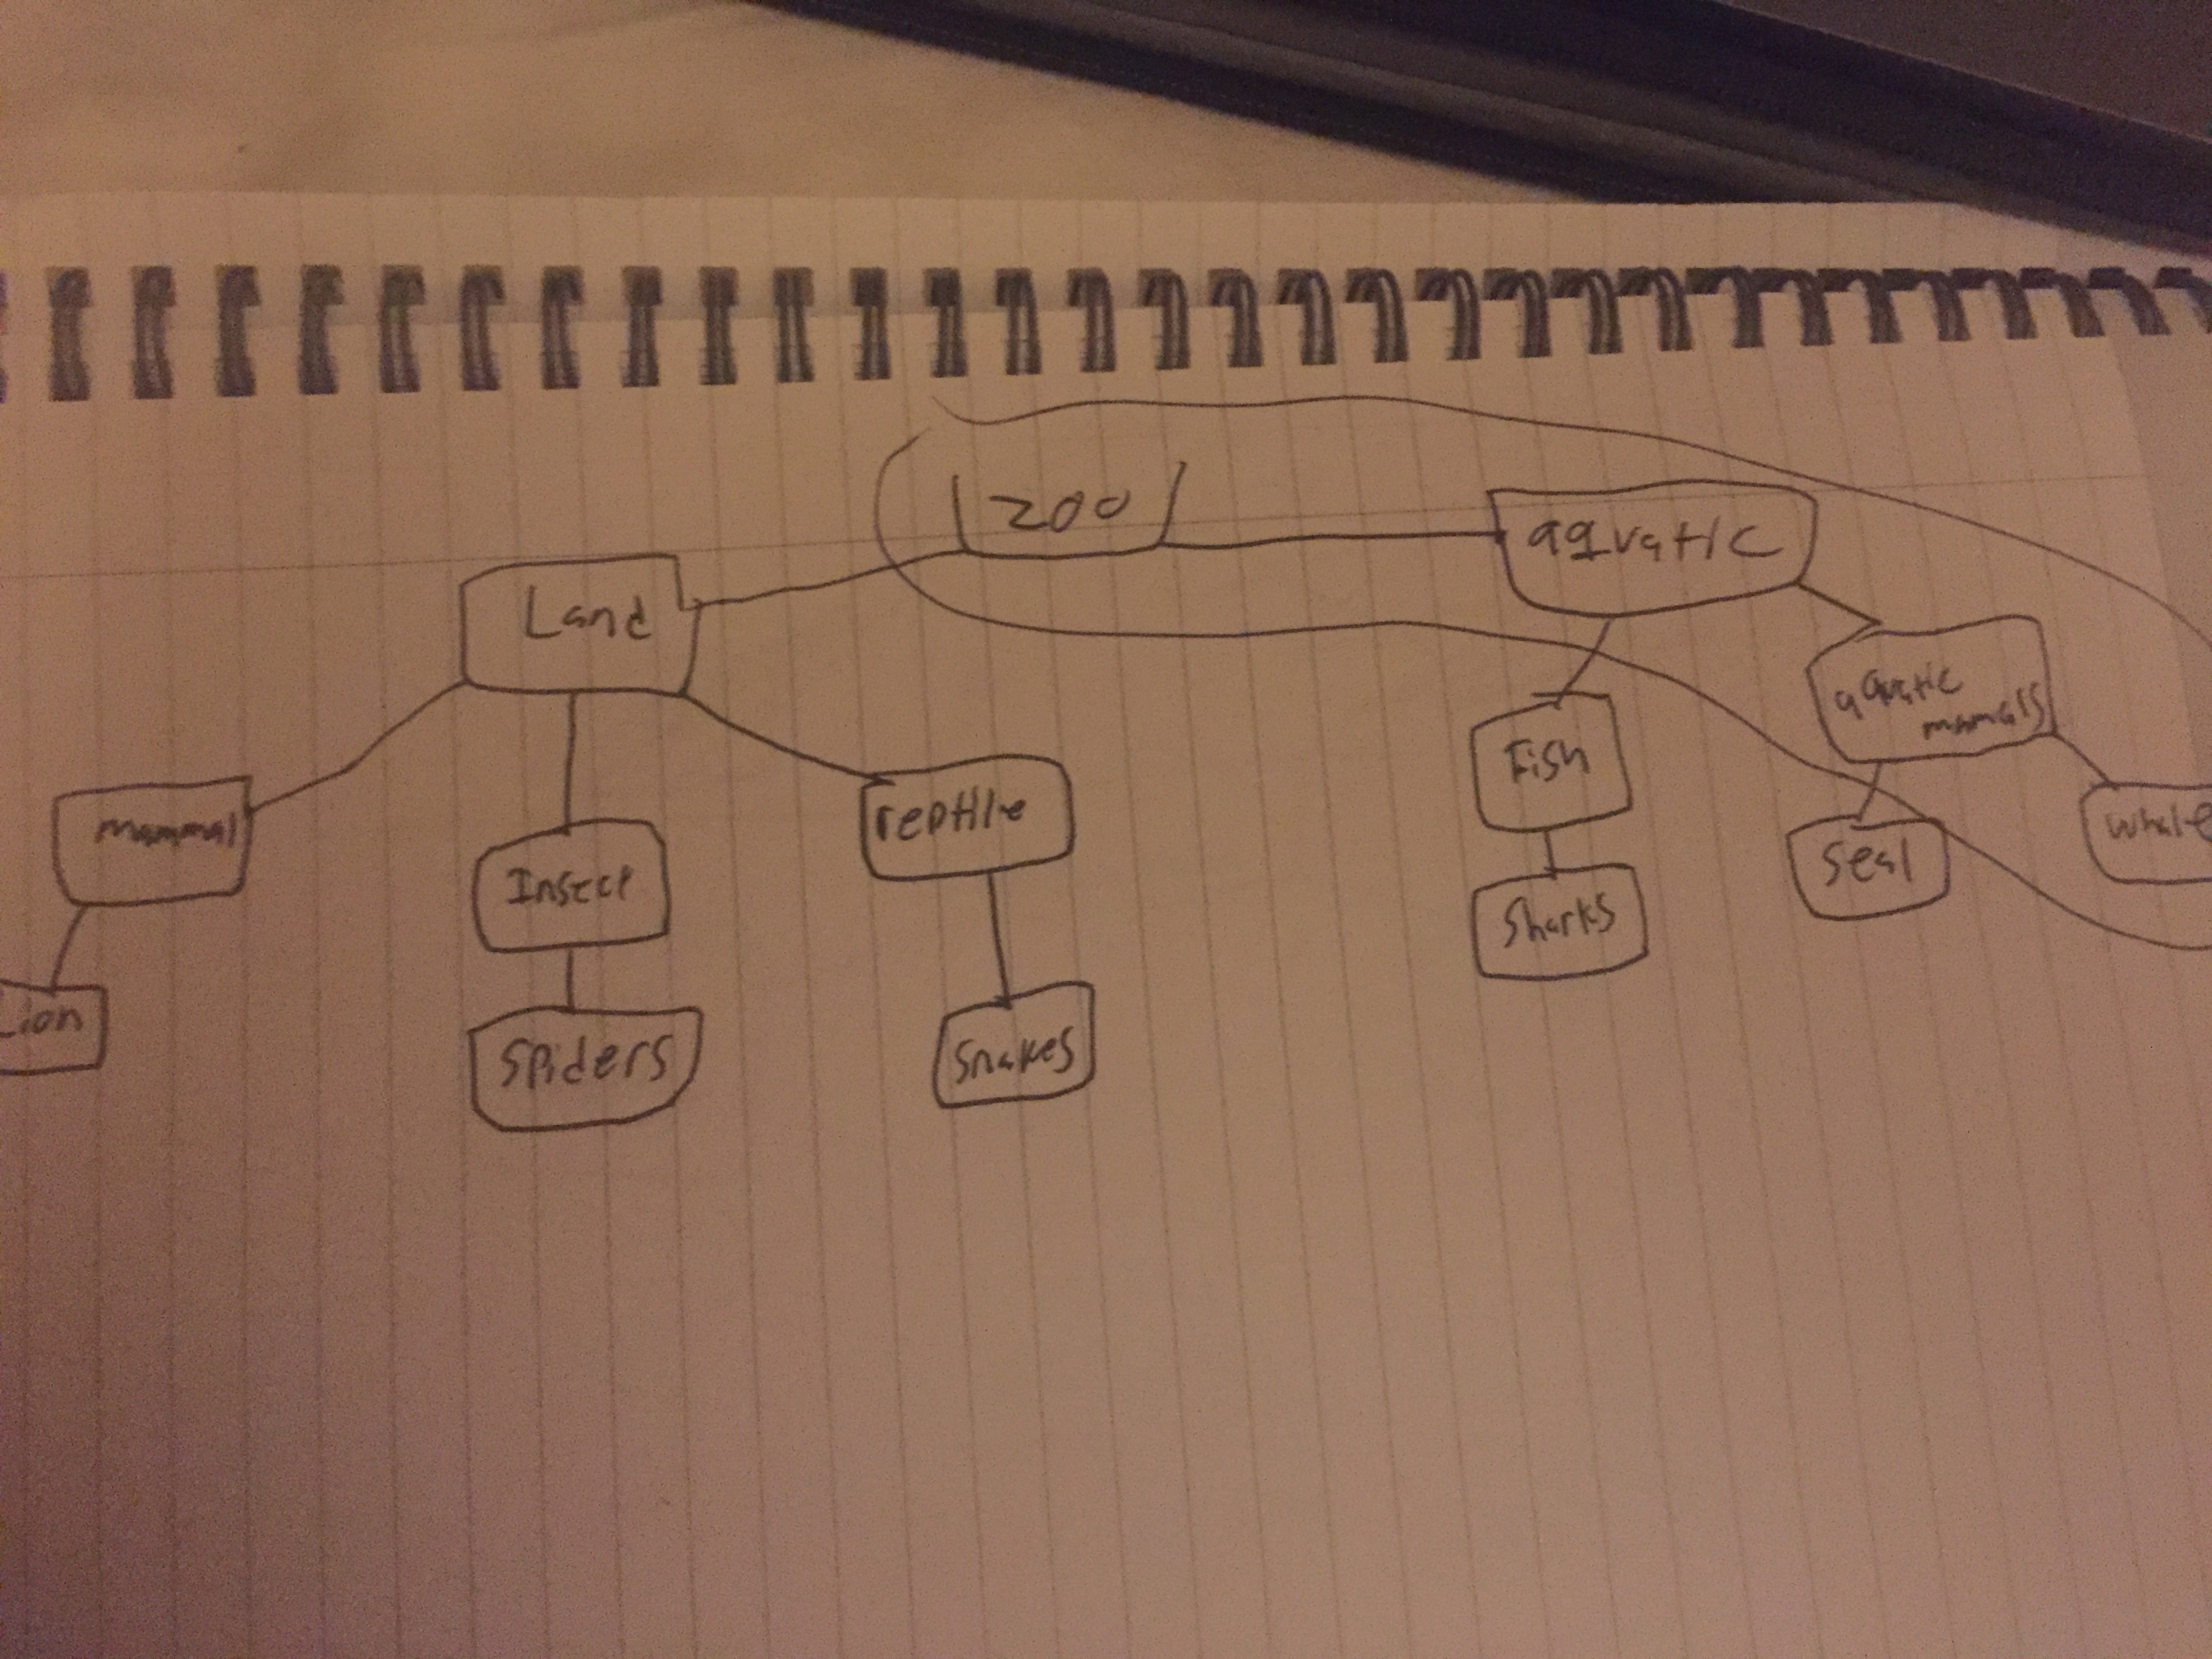 zoo
Land
aquatic
mammal
Insect
reptile
Fish
aquatic
mammals
Lion
Spiders
Snakes
Sharks
Seal
whale